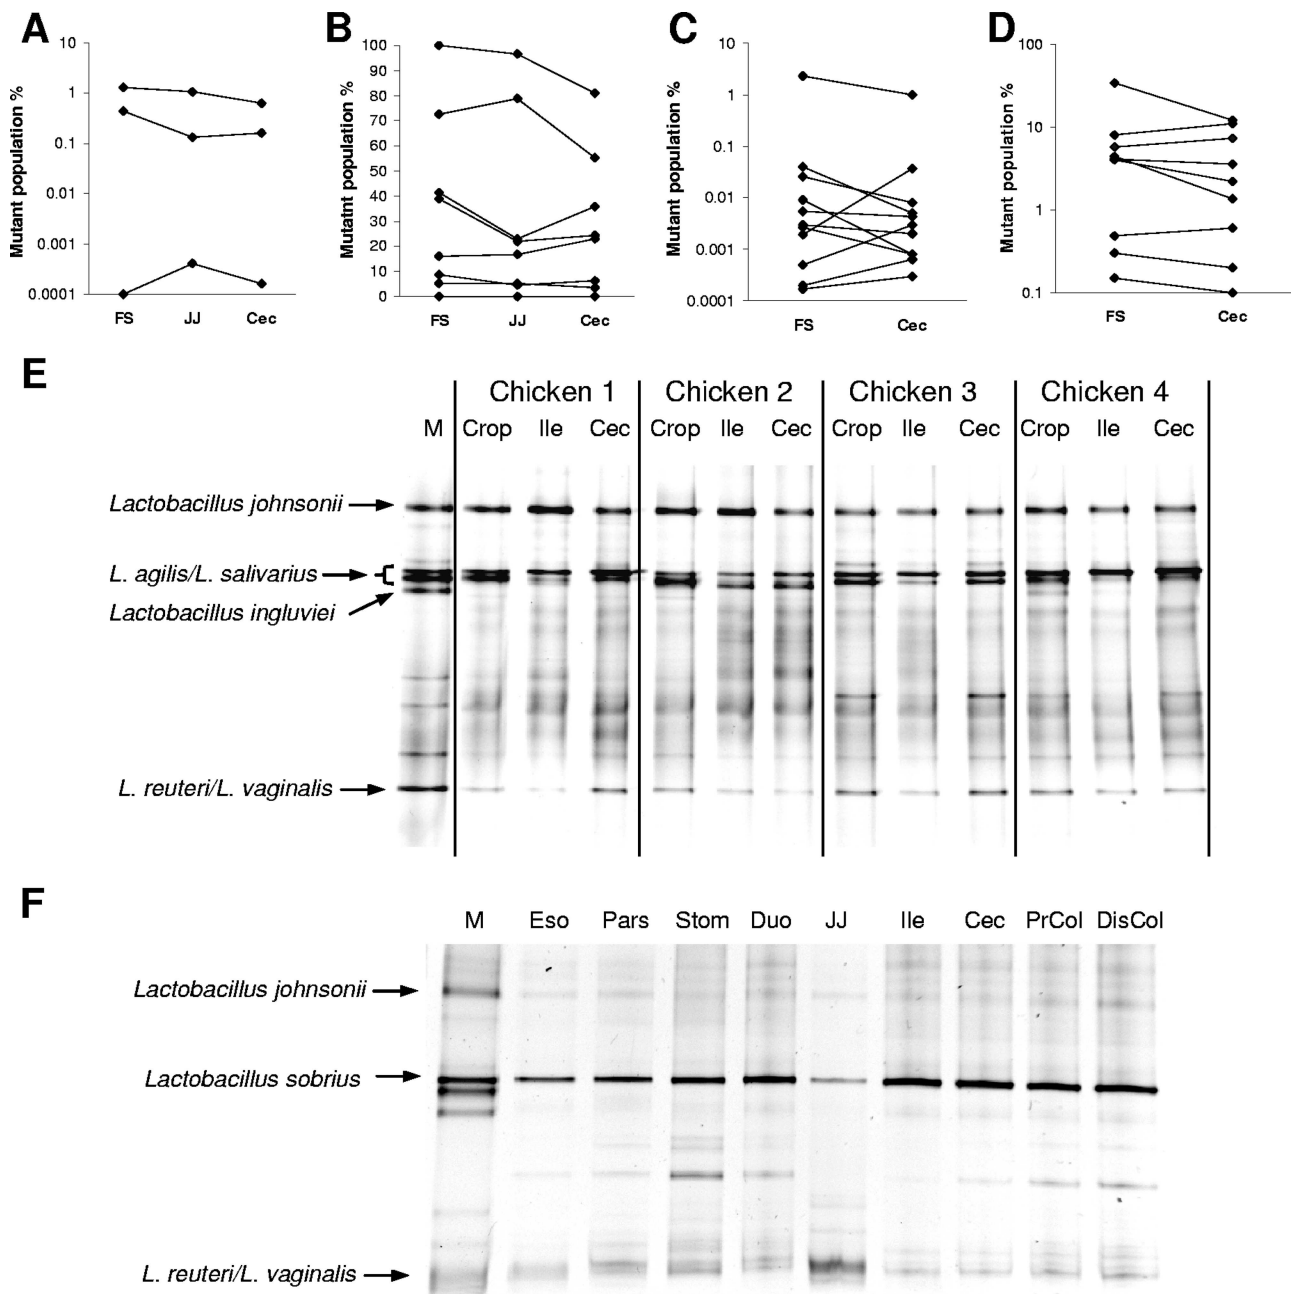 A
Mutant population %
10
1
0.1
0.01
0.001
0.0001
FS JJ Cec
B
Mutatnt population %
100
90
80
70
60
50
40
30
20
10
0
FS JJ Cec
C
Mutant population %
10
1
0.1
0.01
0.001
0.0001
FS Cec
D
Mutant population %
100
10
1
0.1
FS Cec
E
Chicken 1 Chicken 2 Chicken 3 Chicken 4
M Crop Ile Cec Crop Ile Cec Crop Ile Cec Crop Ile Cec
Lactobacillus johnsonii
L. agilis/L. salivarius
Lactobacillus ingluviei
L. reuteri/L. vaginalis
F
M Eso Pars Stom Duo JJ Ile Cec PrCol DisCol
Lactobacillus johnsonii
Lactobacillus sobrius
L. reuteri/L. vaginalis